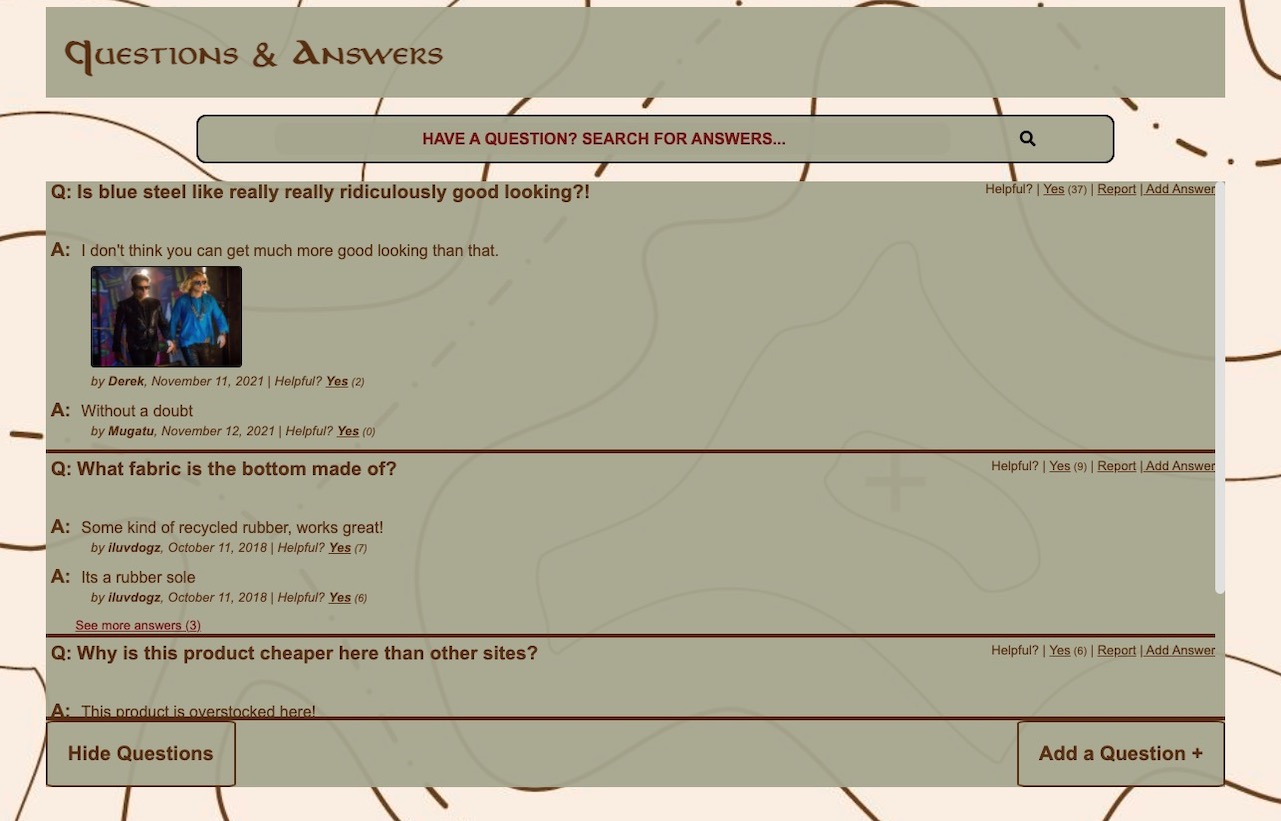 Questions & Answers
HAVE A QUESTION? SEARCH FOR ANSWERS...
Q: Is blue steel like really really ridiculously good looking?! Helpful? | Yes (37) | Report | Add Answer
A: I don't think you can get much more good looking than that.
by Derek, November 11, 2021 | Helpful? Yes (2)
A: Without a doubt
by Mugatu, November 12, 2021 | Helpful? Yes (0)
Q: What fabric is the bottom made of? Helpful? | Yes (9) | Report | Add Answer
A: Some kind of recycled rubber, works great!
by iluvdogz, October 11, 2018 | Helpful? Yes (7)
A: Its a rubber sole
by iluvdogz, October 11, 2018 | Helpful? Yes (6)
See more answers (3)
Q: Why is this product cheaper here than other sites? Helpful? | Yes (6) | Report | Add Answer
A: This product is overstocked here!
Hide Questions Add a Question +